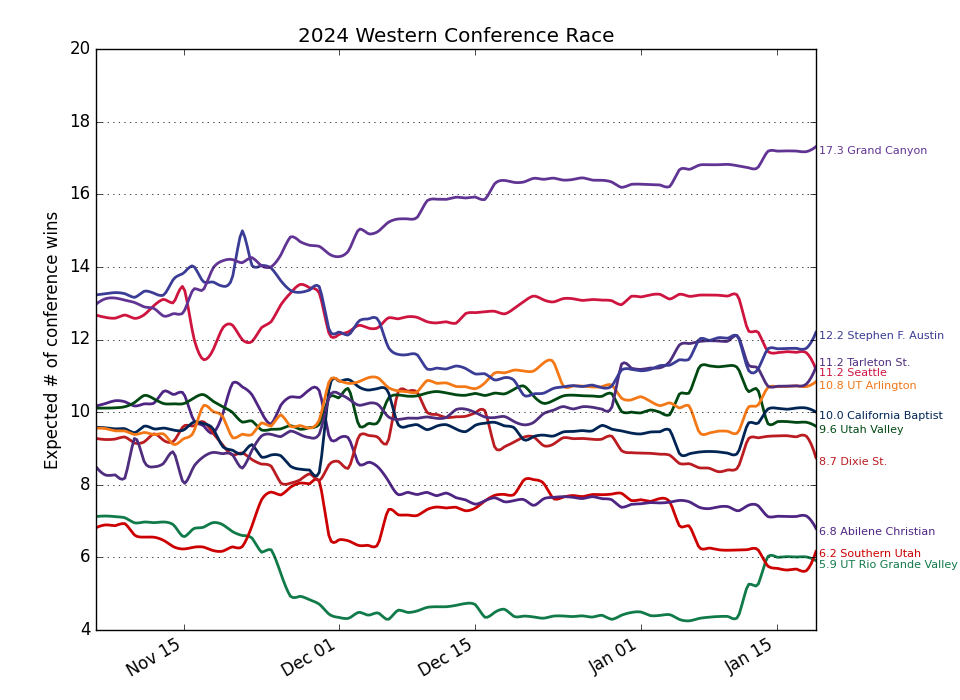 2024 Western Conference Race
Expected # of conference wins
20
18
16
14
12
10
8
6
4
17.3 Grand Canyon
12.2 Stephen F. Austin
11.2 Tarleton St.
11.2 Seattle
10.8 UT Arlington
10.0 California Baptist
9.6 Utah Valley
8.7 Dixie St.
6.8 Abilene Christian
6.2 Southern Utah
5.9 UT Rio Grande Valley
Nov 15
Dec 01
Dec 15
Jan 01
Jan 15